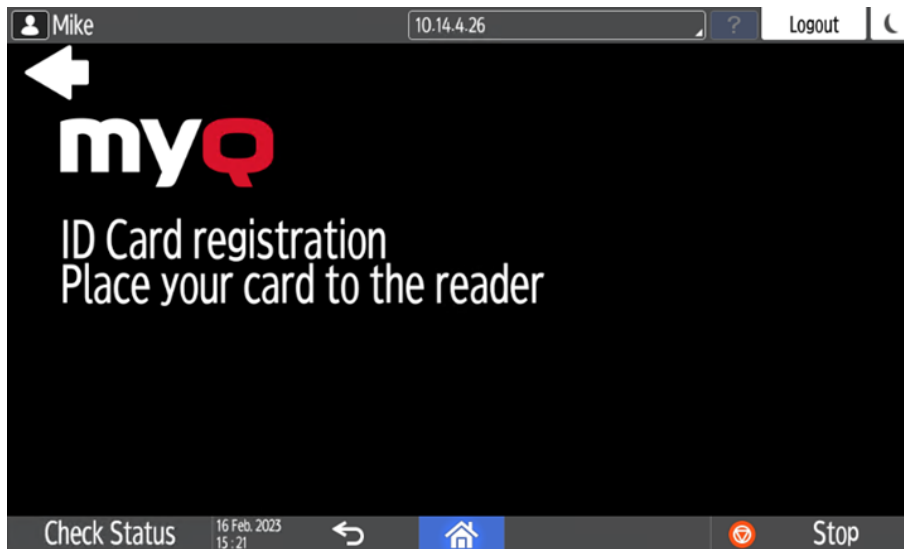 Mike
10.14.4.26
?
Logout
myQ
ID Card registration
Place your card to the reader
Check Status
16 Feb. 2023
15 : 21
Stop